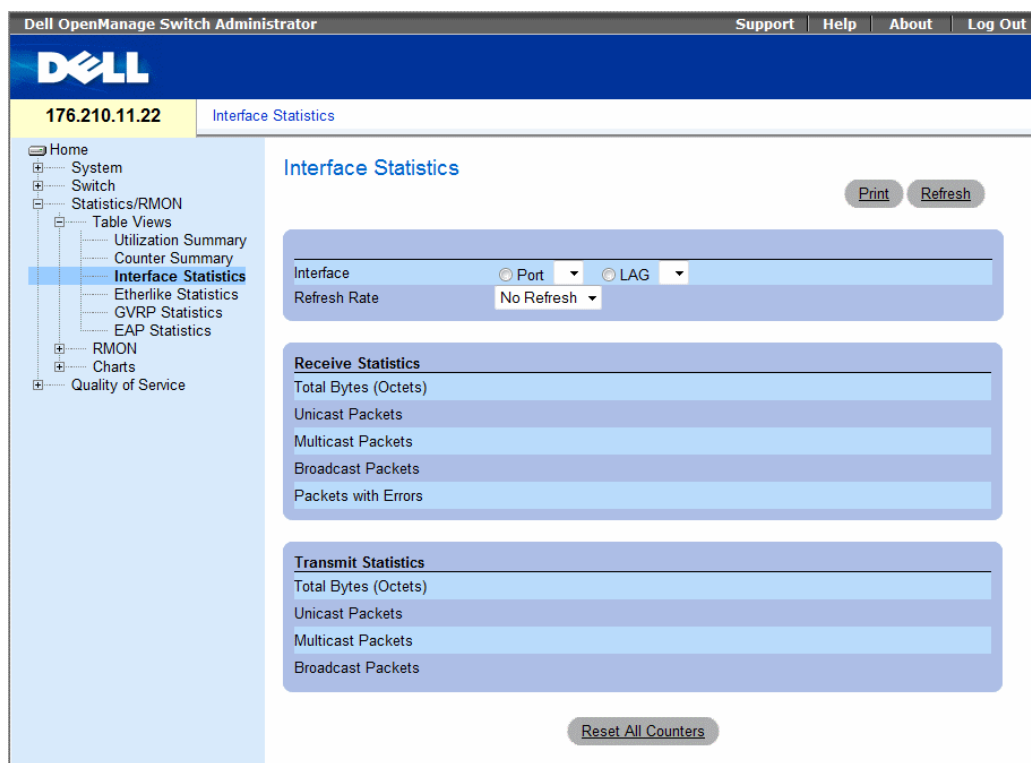 Dell OpenManage Switch Administrator Support Help About Log Out
DELL
176.210.11.22 Interface Statistics
Home
System
Switch
Statistics/RMON
Table Views
Utilization Summary
Counter Summary
Interface Statistics
Etherlike Statistics
GVRP Statistics
EAP Statistics
RMON
Charts
Quality of Service
Interface Statistics
Print Refresh
Interface Port LAG
Refresh Rate No Refresh
Receive Statistics
Total Bytes (Octets)
Unicast Packets
Multicast Packets
Broadcast Packets
Packets with Errors
Transmit Statistics
Total Bytes (Octets)
Unicast Packets
Multicast Packets
Broadcast Packets
Reset All Counters